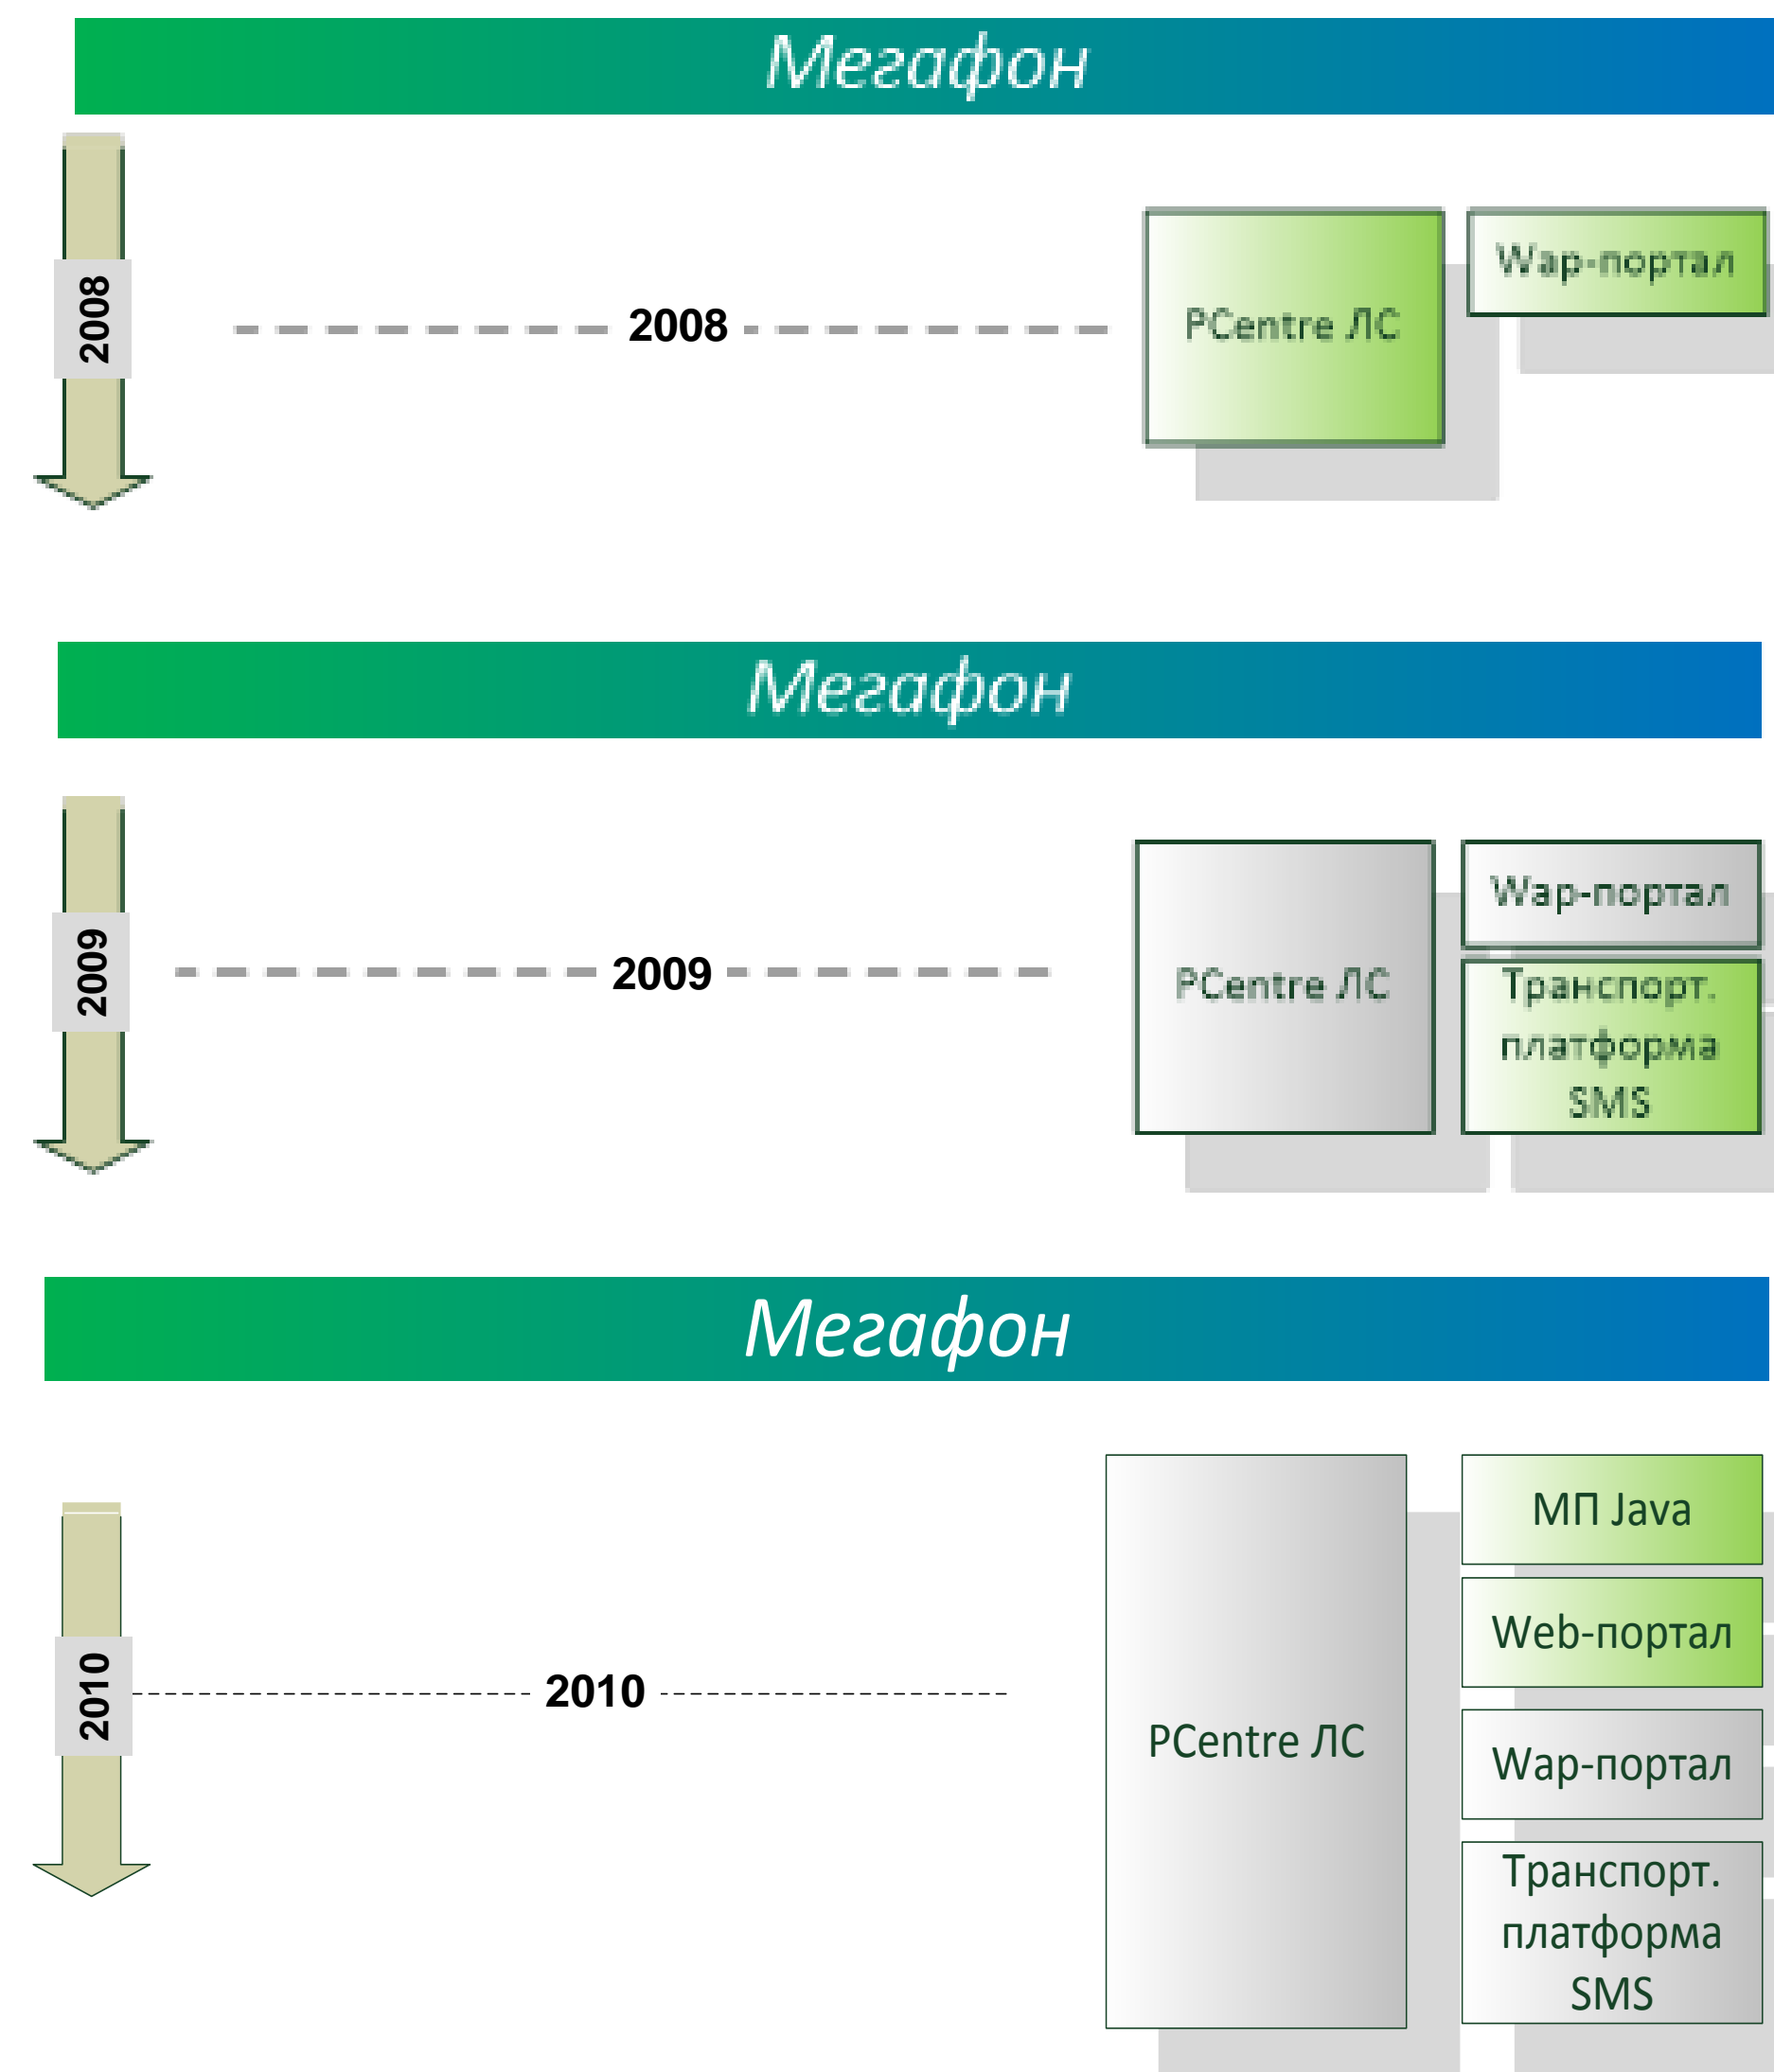 Мегафон
2008
2008
PCentre ЛС
Wap-портал
Мегафон
2009
2009
PCentre ЛС
Wap-портал
Транспорт.
платформа
SMS
Мегафон
2010
2010
PCentre ЛС
МП Java
Web-портал
Wap-портал
Транспорт.
платформа
SMS